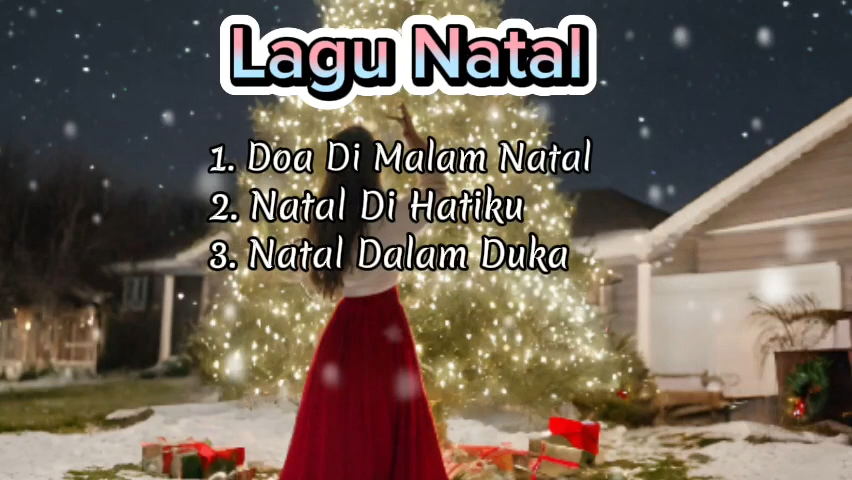 Lagu Natal
1. Doa Di Malam Natal
2. Natal Di Hatiku
3. Natal Dalam Duka